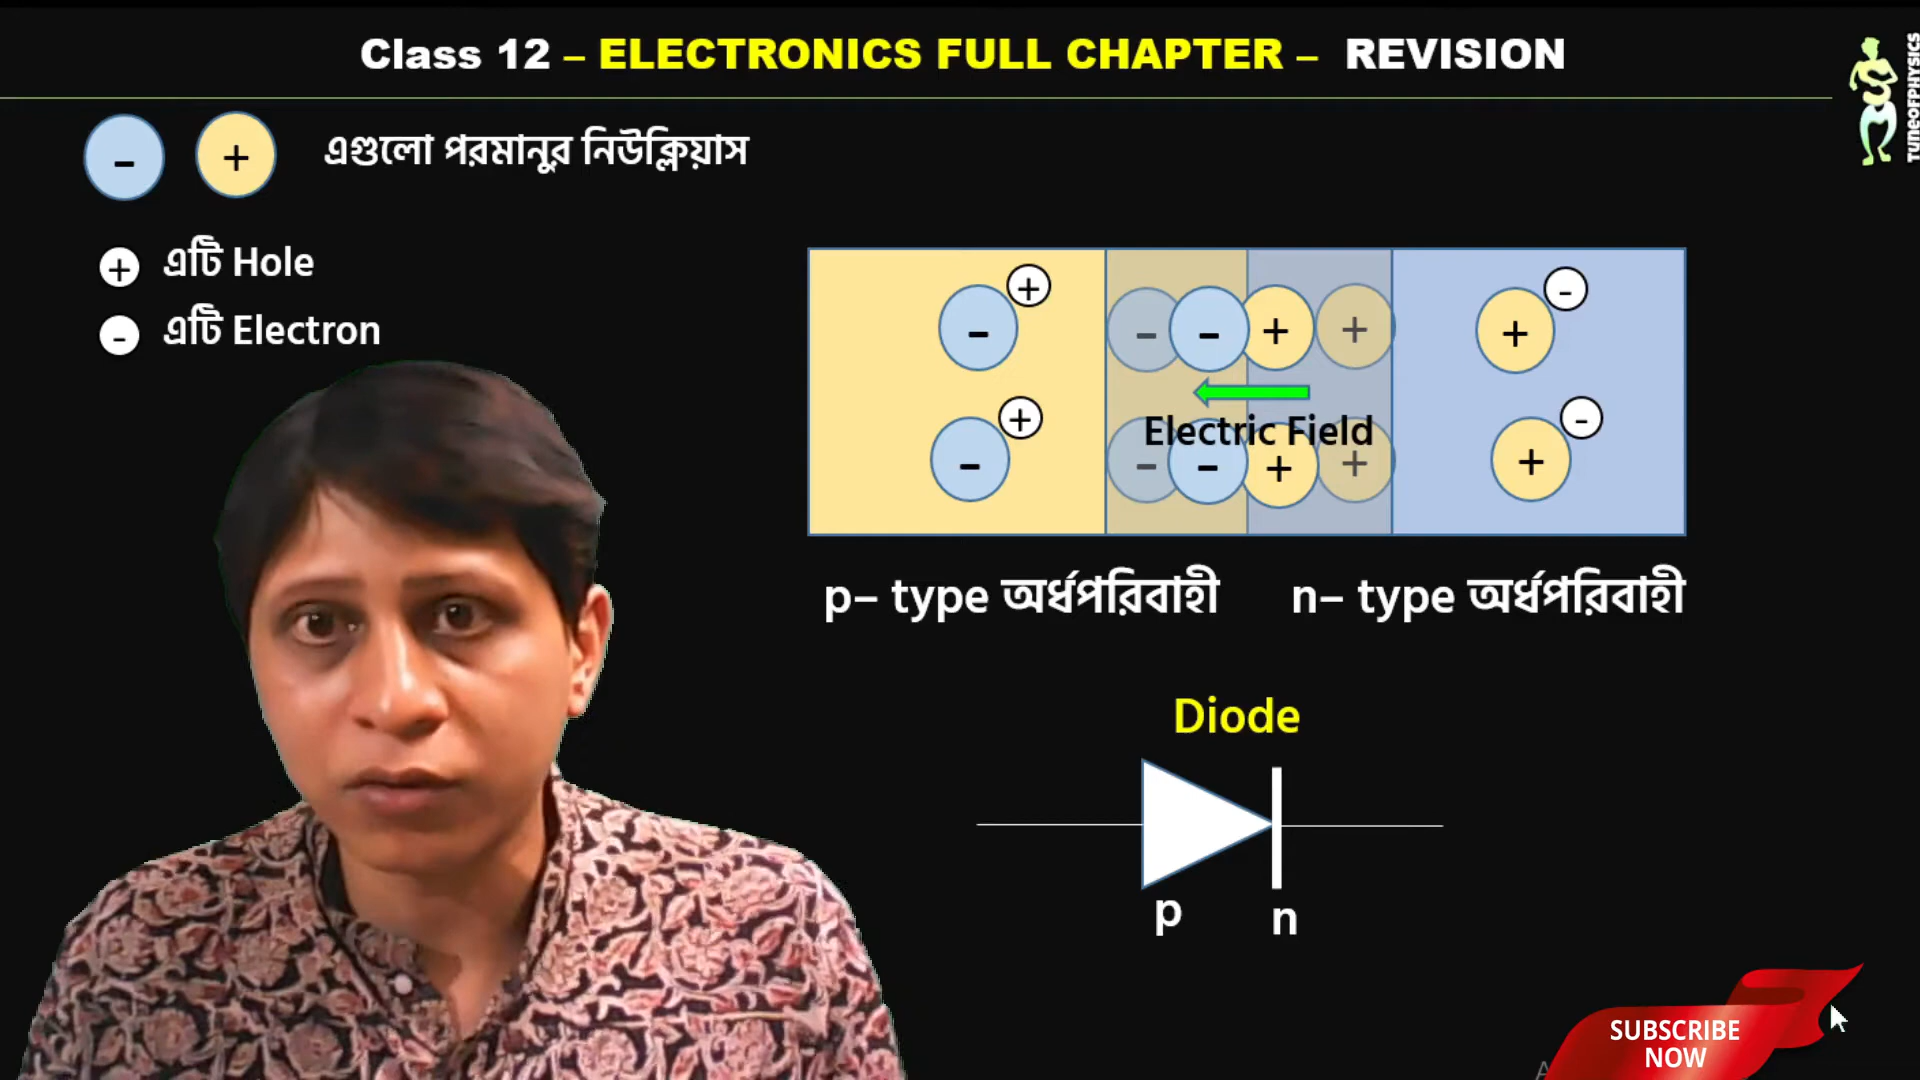 Class 12 – ELECTRONICS FULL CHAPTER – REVISION
TUNEOFPHYSICS
- + এগুলো পরমানুর নিউক্লিয়াস
+ এটি Hole
- এটি Electron
- + - - + + + -
Electric Field
- + - - + + + -
p– type অর্ধপরিবাহী n– type অর্ধপরিবাহী
Diode
p n
SUBSCRIBE
NOW